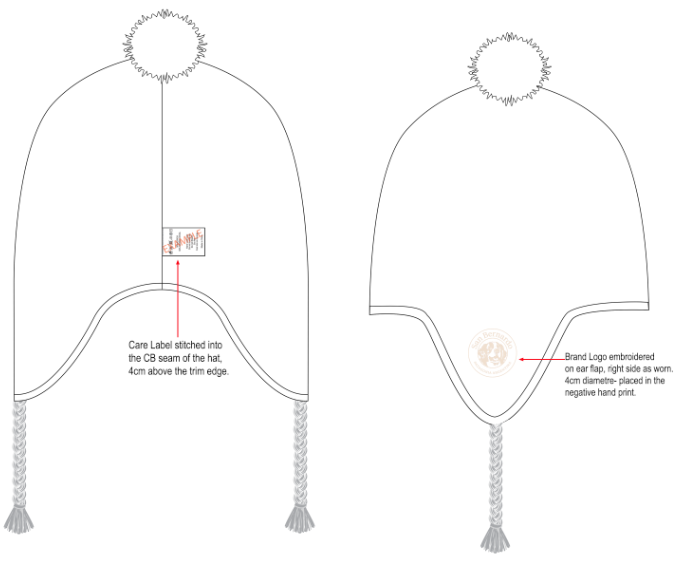 Care Label stitched into
the CB seam of the hat,
4cm above the trim edge.
Brand Logo embroidered
on ear flap, right side as worn.
4cm diametre- placed in the
negative hand print.